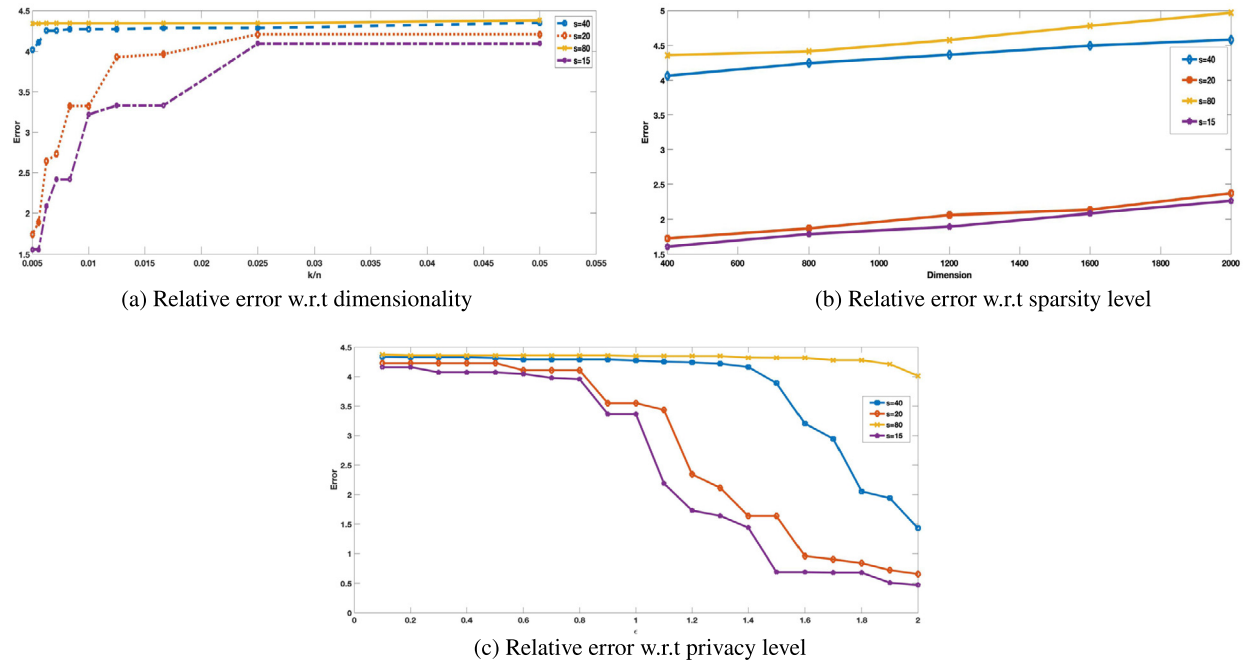 4.5
4
3.5
3
2.5
2
1.5
Error
0.005 0.01 0.015 0.02 0.025 0.03 0.035 0.04 0.045 0.05 0.055
k/n
s=40
s=20
s=80
s=15
(a) Relative error w.r.t dimensionality
5
4.5
4
3.5
3
2.5
2
1.5
Error
400 600 800 1000 1200 1400 1600 1800 2000
Dimension
s=40
s=20
s=80
s=15
(b) Relative error w.r.t sparsity level
4.5
4
3.5
3
2.5
2
1.5
1
0.5
0
Error
0 0.2 0.4 0.6 0.8 1 1.2 1.4 1.6 1.8 2
ϵ
s=40
s=20
s=80
s=15
(c) Relative error w.r.t privacy level